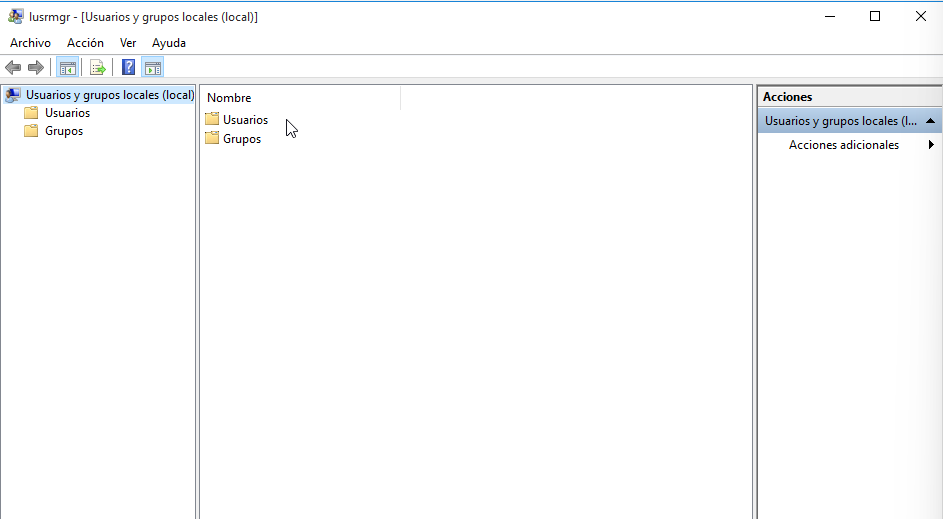 lusrmgr - [Usuarios y grupos locales (local)]
Archivo Acción Ver Ayuda
Usuarios y grupos locales (local)
Usuarios
Grupos
Nombre
Usuarios
Grupos
Acciones
Usuarios y grupos locales (l...
Acciones adicionales